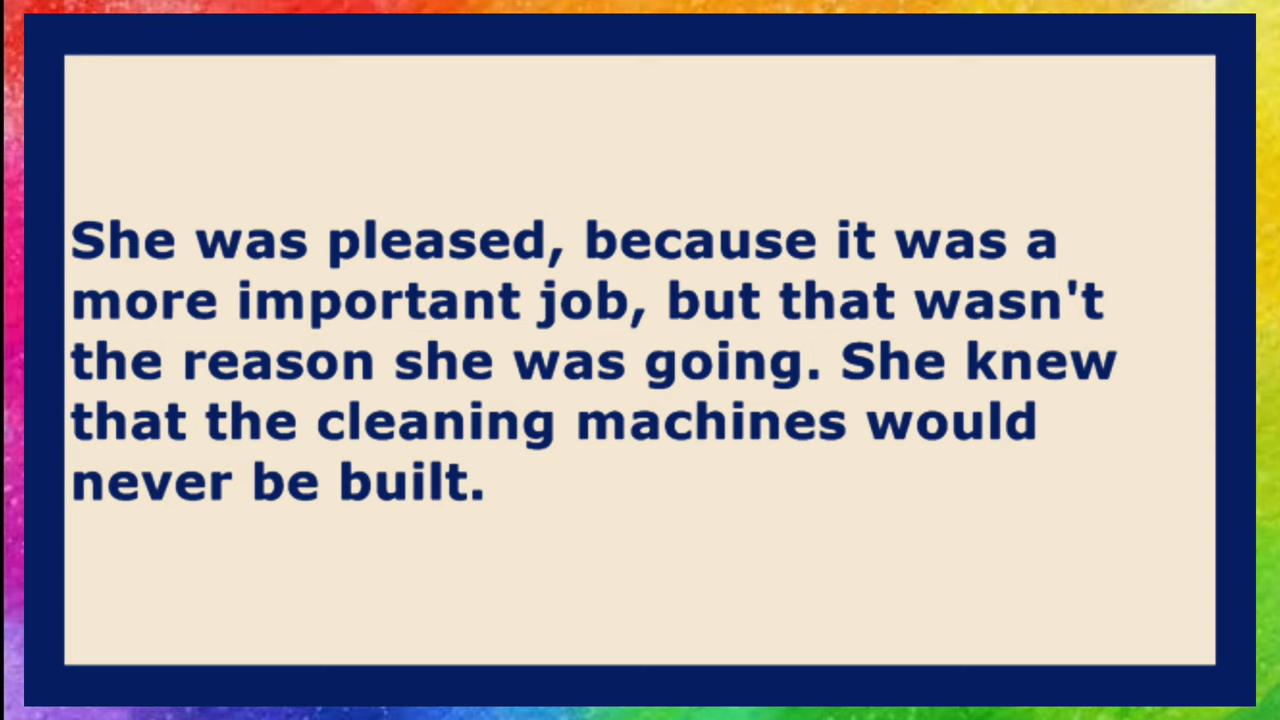 She was pleased, because it was a
more important job, but that wasn't
the reason she was going. She knew
that the cleaning machines would
never be built.